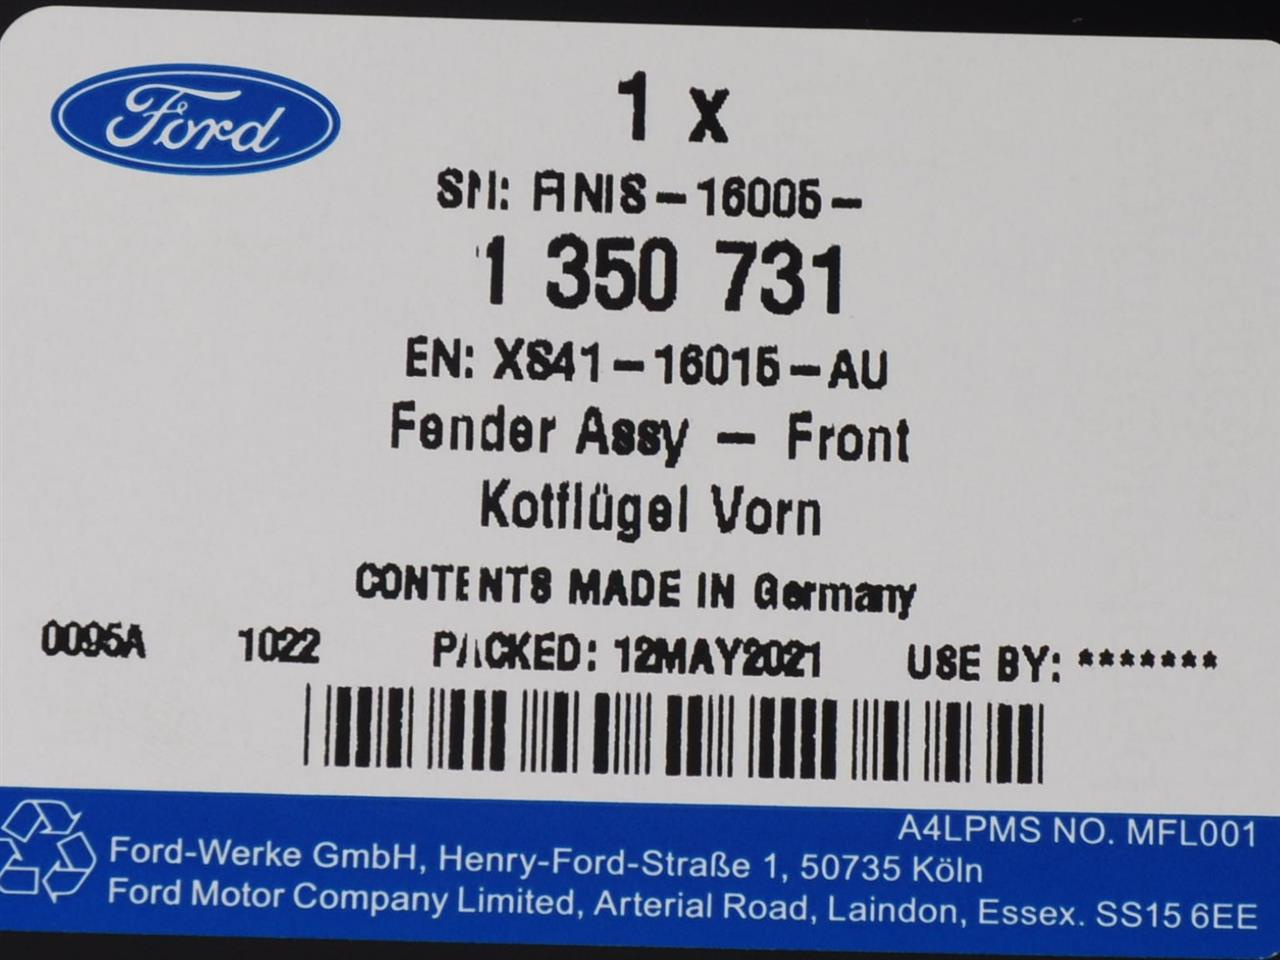 Ford
1 x
SN: FINIS-16005-
1 350 731
EN: XS41-16015-AU
Fender Assy - Front
Kotflügel Vorn
CONTENTS MADE IN Germany
0095A 1022 PACKED: 12MAY2021 USE BY: *******
A4LPMS NO. MFL001
Ford-Werke GmbH, Henry-Ford-Straße 1, 50735 Köln
Ford Motor Company Limited, Arterial Road, Laindon, Essex. SS15 6EE